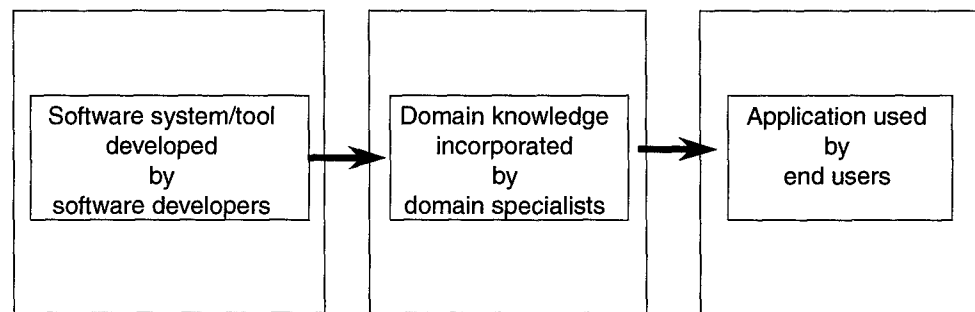 Software system/tool
developed
by
software developers
Domain knowledge
incorporated
by
domain specialists
Application used
by
end users